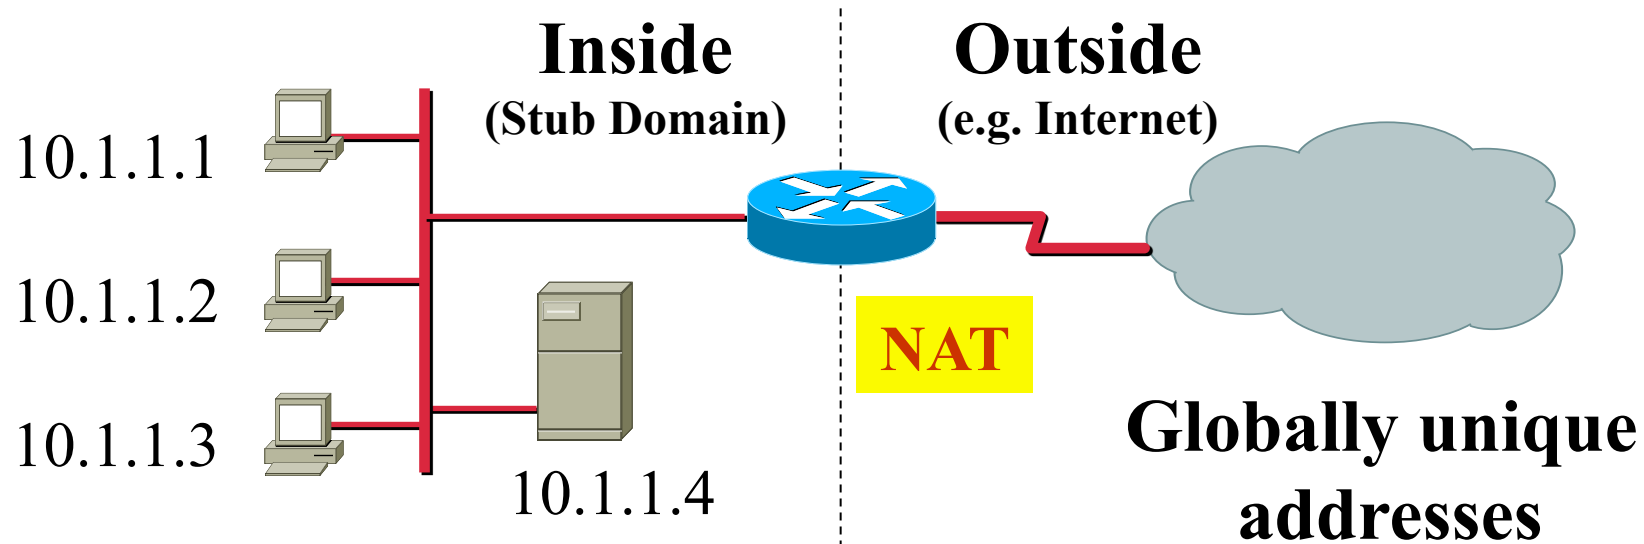 Inside
(Stub Domain)
Outside
(e.g. Internet)
10.1.1.1
10.1.1.2
10.1.1.3
10.1.1.4
NAT
Globally unique
addresses